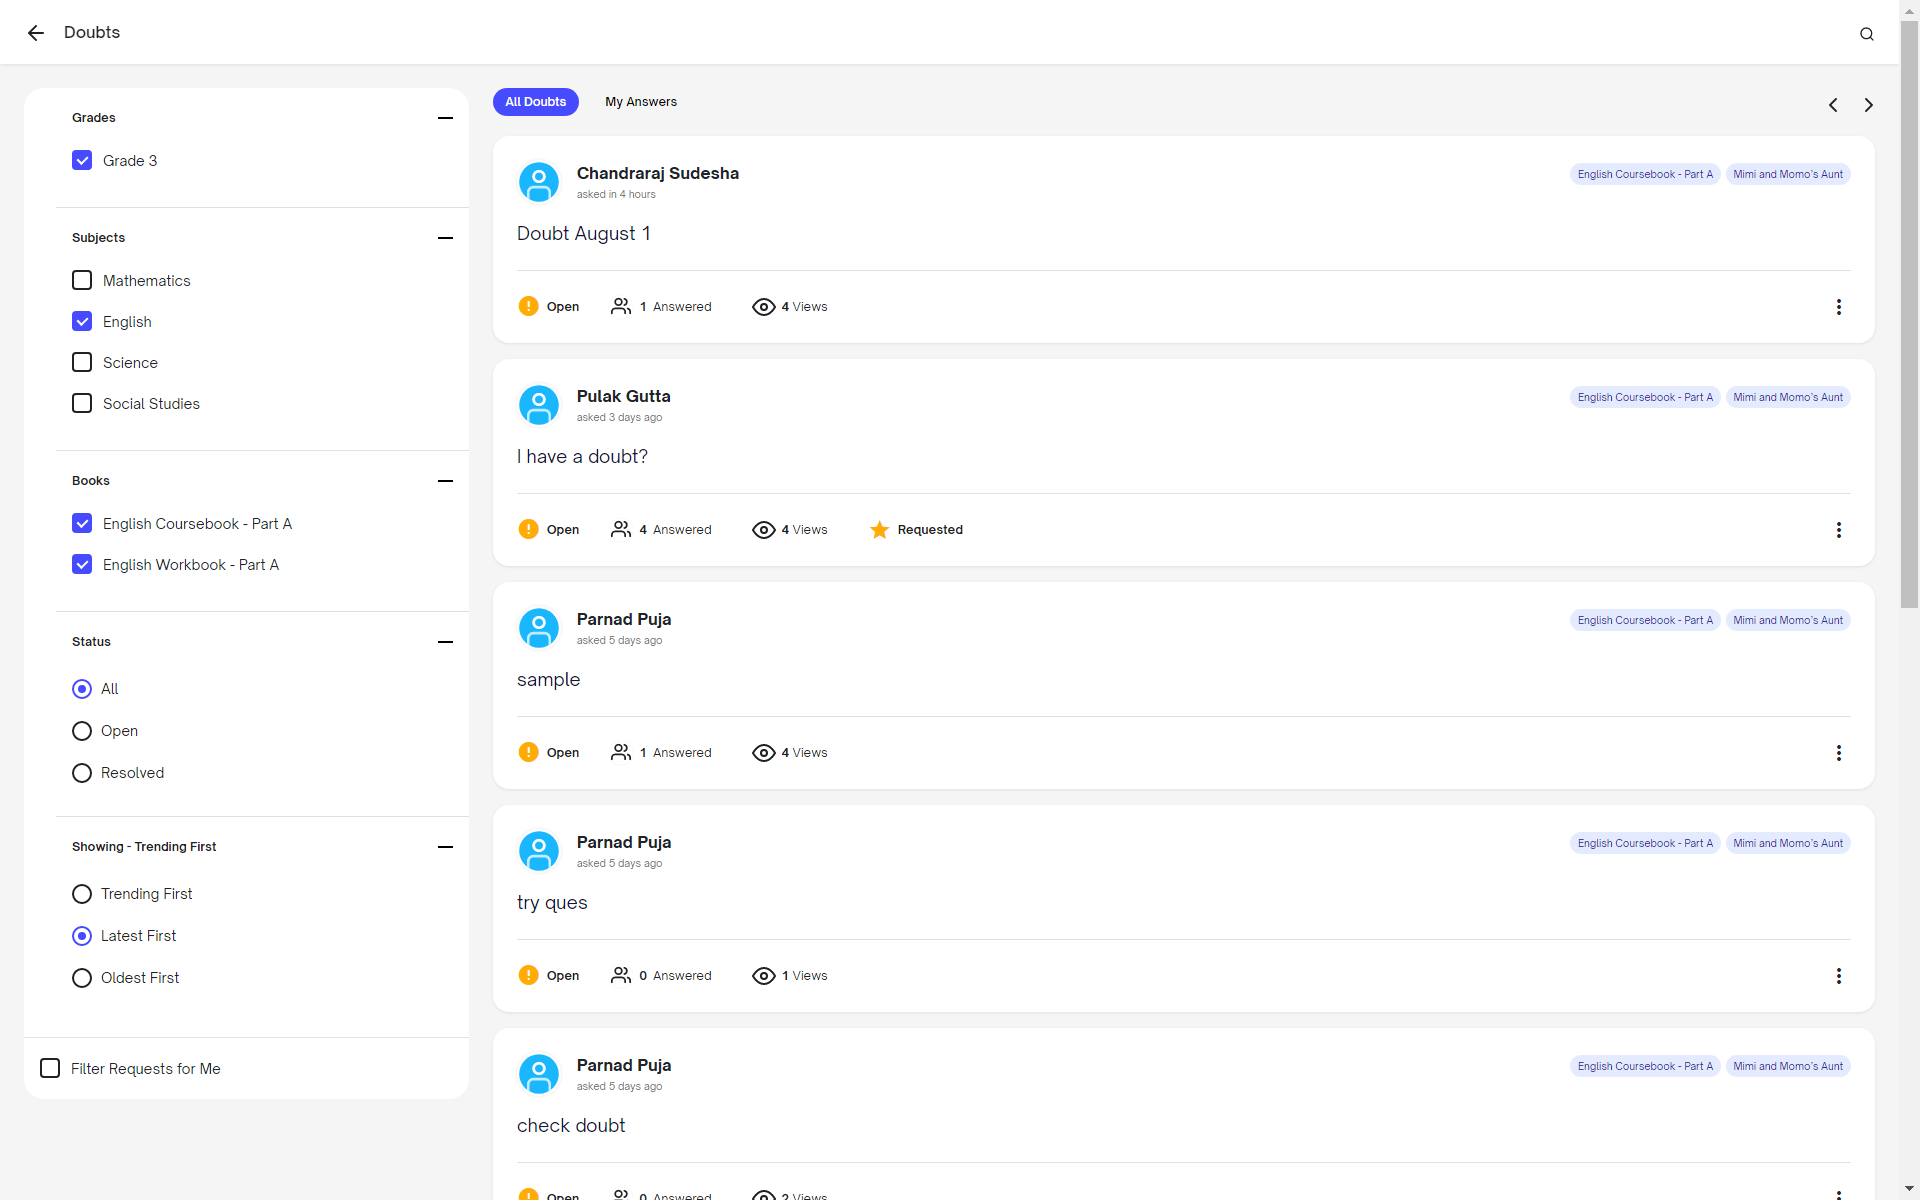 Doubts
Grades
Grade 3
Subjects
Mathematics
English
Science
Social Studies
Books
English Coursebook - Part A
English Workbook - Part A
Status
All
Open
Resolved
Showing - Trending First
Trending First
Latest First
Oldest First
Filter Requests for Me
All Doubts My Answers
Chandraraj Sudesha English Coursebook - Part A Mimi and Momo's Aunt
asked in 4 hours
Doubt August 1
Open 1 Answered 4 Views
Pulak Gutta English Coursebook - Part A Mimi and Momo's Aunt
asked 3 days ago
I have a doubt?
Open 4 Answered 4 Views Requested
Parnad Puja English Coursebook - Part A Mimi and Momo's Aunt
asked 5 days ago
sample
Open 1 Answered 4 Views
Parnad Puja English Coursebook - Part A Mimi and Momo's Aunt
asked 5 days ago
try ques
Open 0 Answered 1 Views
Parnad Puja English Coursebook - Part A Mimi and Momo's Aunt
asked 5 days ago
check doubt
Open 0 Answered 2 Views